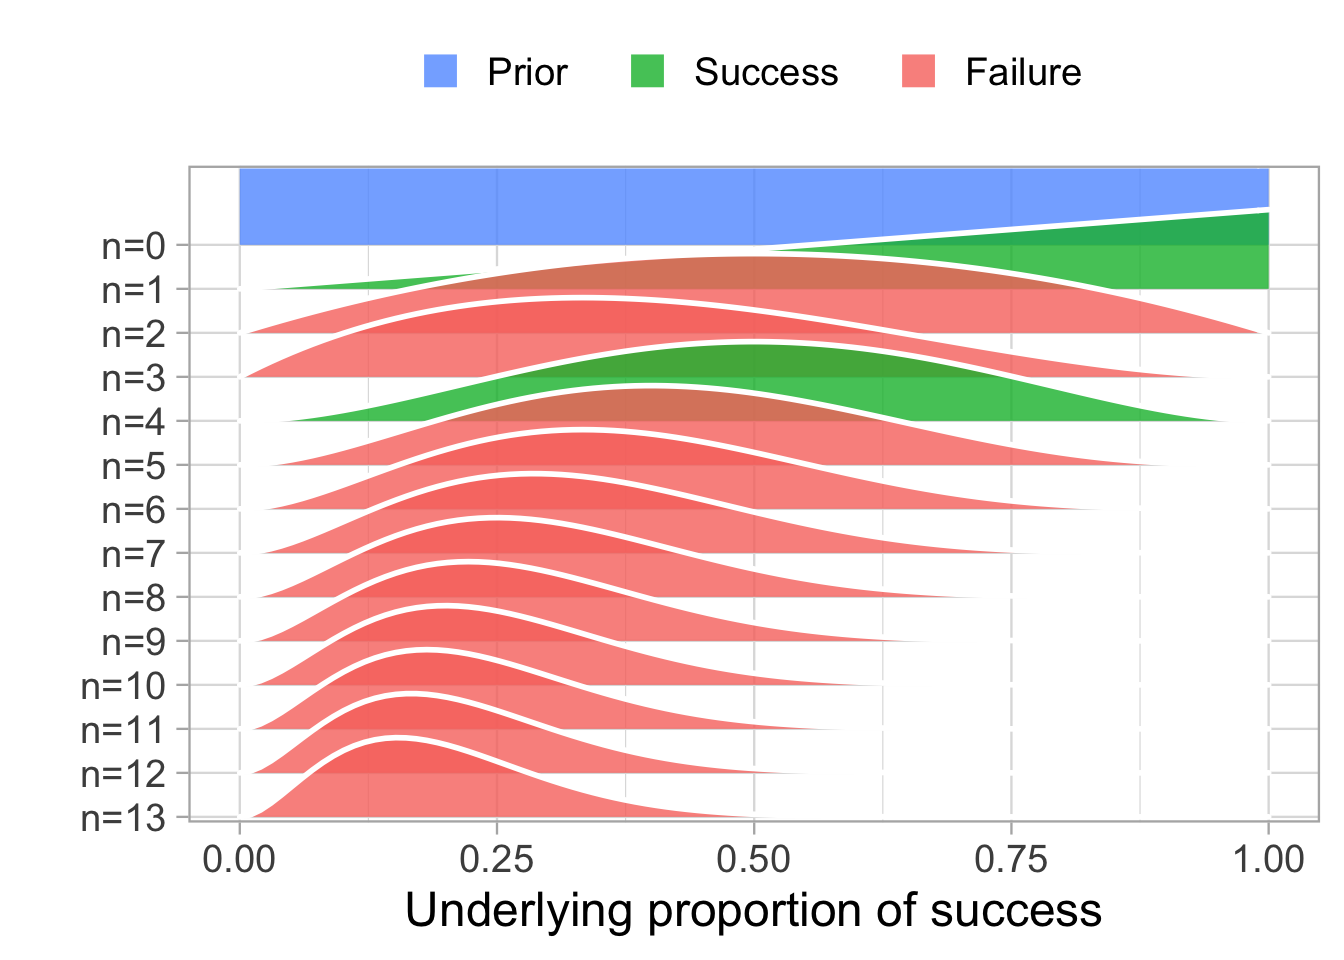 Prior Success Failure
n=0
n=1
n=2
n=3
n=4
n=5
n=6
n=7
n=8
n=9
n=10
n=11
n=12
n=13
0.00 0.25 0.50 0.75 1.00
Underlying proportion of success